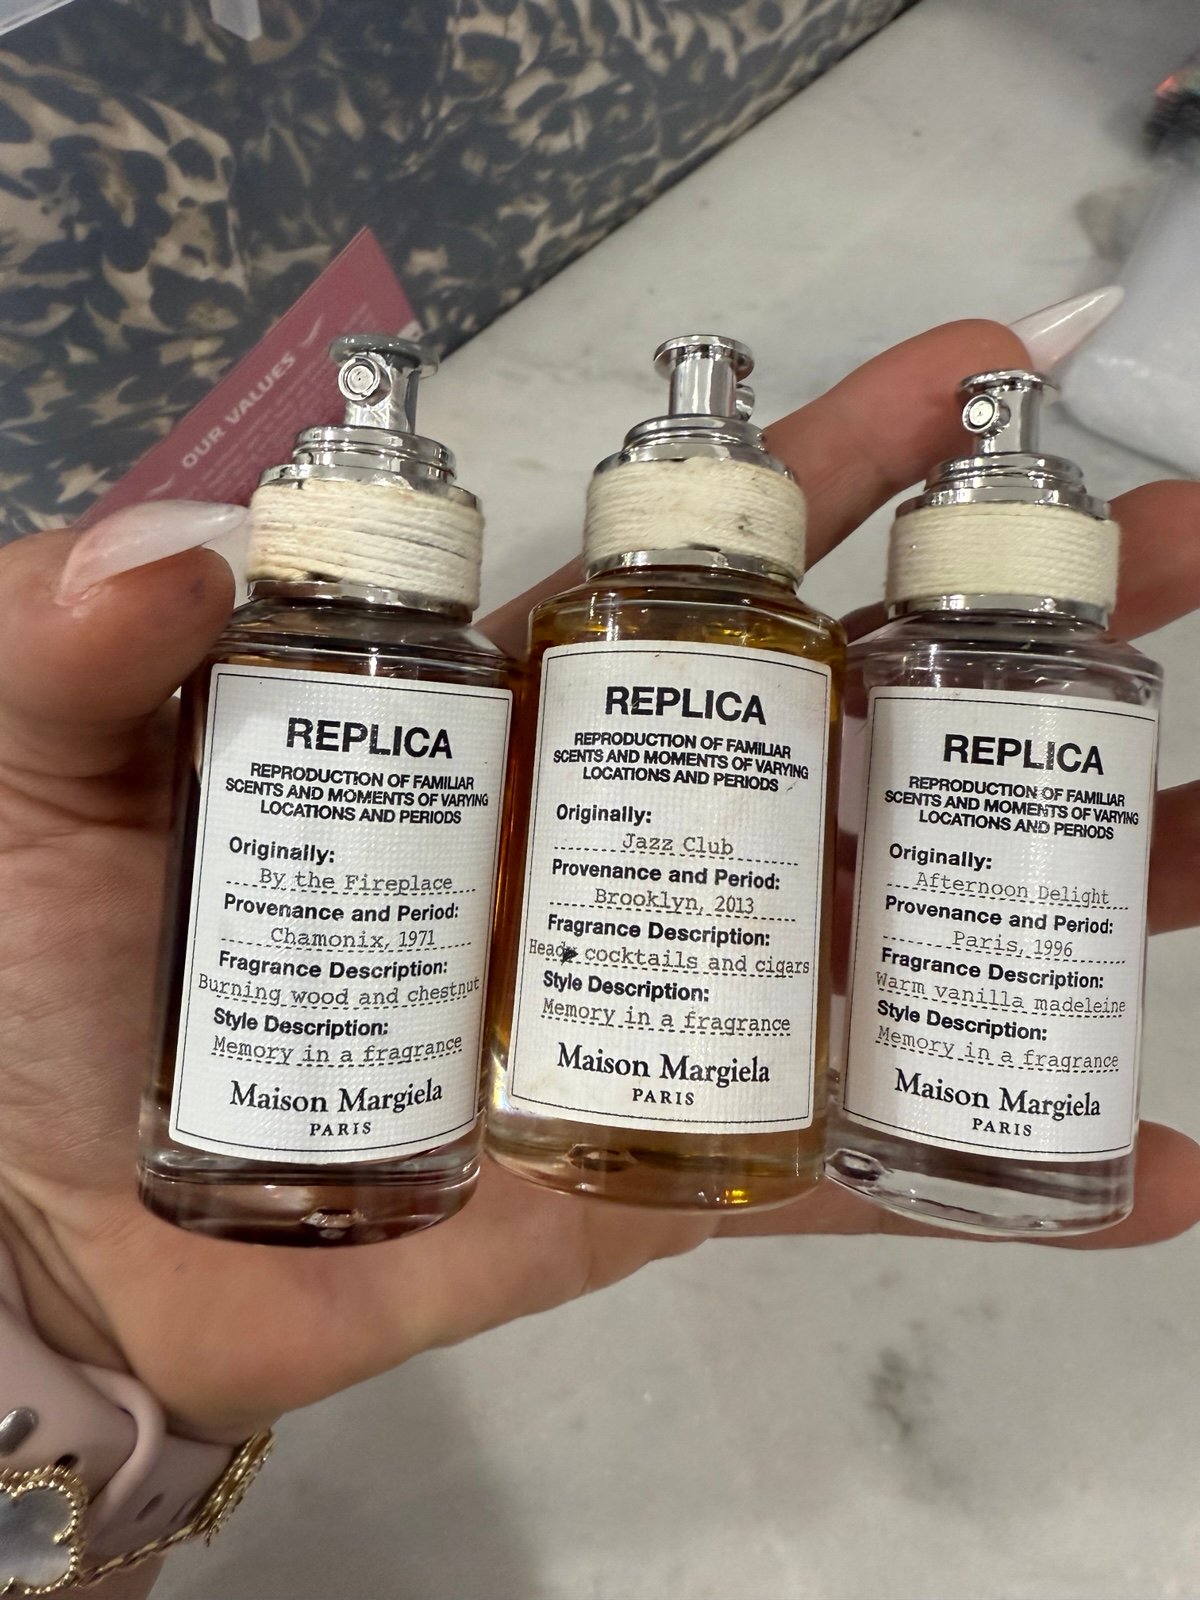 OUR VALUES
REPLICA
REPRODUCTION OF FAMILIAR
SCENTS AND MOMENTS OF VARYING
LOCATIONS AND PERIODS
Originally:
By the Fireplace
Provenance and Period:
Chamonix, 1971
Fragrance Description:
Burning wood and chestnut
Style Description:
Memory in a fragrance
Maison Margiela
PARIS
REPLICA
REPRODUCTION OF FAMILIAR
SCENTS AND MOMENTS OF VARYING
LOCATIONS AND PERIODS
Originally:
Jazz Club
Provenance and Period:
Brooklyn, 2013
Fragrance Description:
Heady cocktails and cigars
Style Description:
Memory in a fragrance
Maison Margiela
PARIS
REPLICA
REPRODUCTION OF FAMILIAR
SCENTS AND MOMENTS OF VARYING
LOCATIONS AND PERIODS
Originally:
Afternoon Delight
Provenance and Period:
Paris, 1996
Fragrance Description:
Warm vanilla madeleine
Style Description:
Memory in a fragrance
Maison Margiela
PARIS